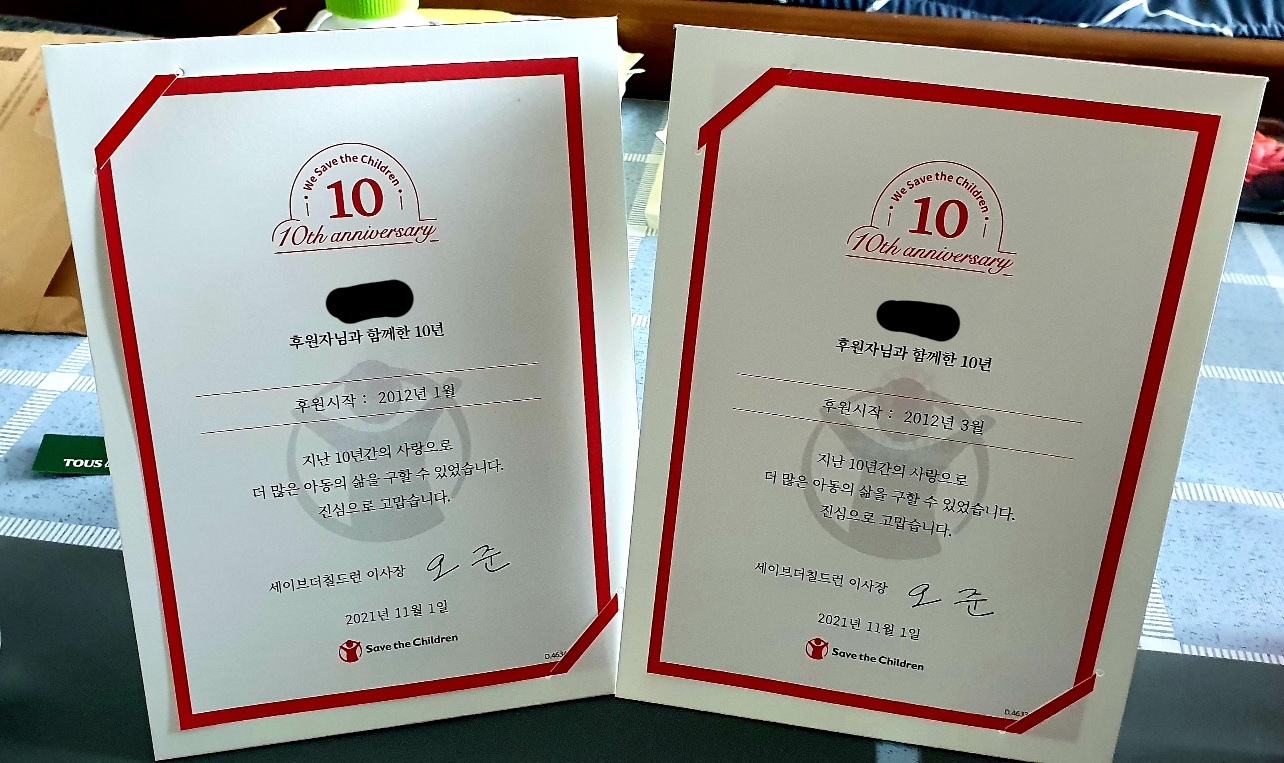 We Save the Children
10
10th anniversary
후원자님과 함께한 10년
후원시작 : 2012년 1월
지난 10년간의 사랑으로
더 많은 아동의 삶을 구할 수 있었습니다.
진심으로 고맙습니다.
세이브더칠드런 이사장 오 준
2021년 11월 1일
Save the Children
We Save the Children
10
10th anniversary
후원자님과 함께한 10년
후원시작 : 2012년 3월
지난 10년간의 사랑으로
더 많은 아동의 삶을 구할 수 있었습니다.
진심으로 고맙습니다.
세이브더칠드런 이사장 오 준
2021년 11월 1일
Save the Children
TOUS